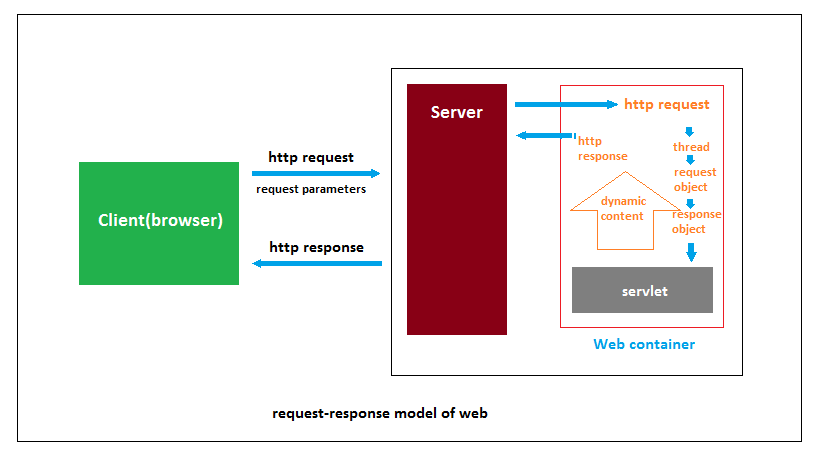 Client(browser)
http request
request parameters
http response
Server
http request
http
response
thread
request
object
response
object
dynamic
content
servlet
Web container
request-response model of web